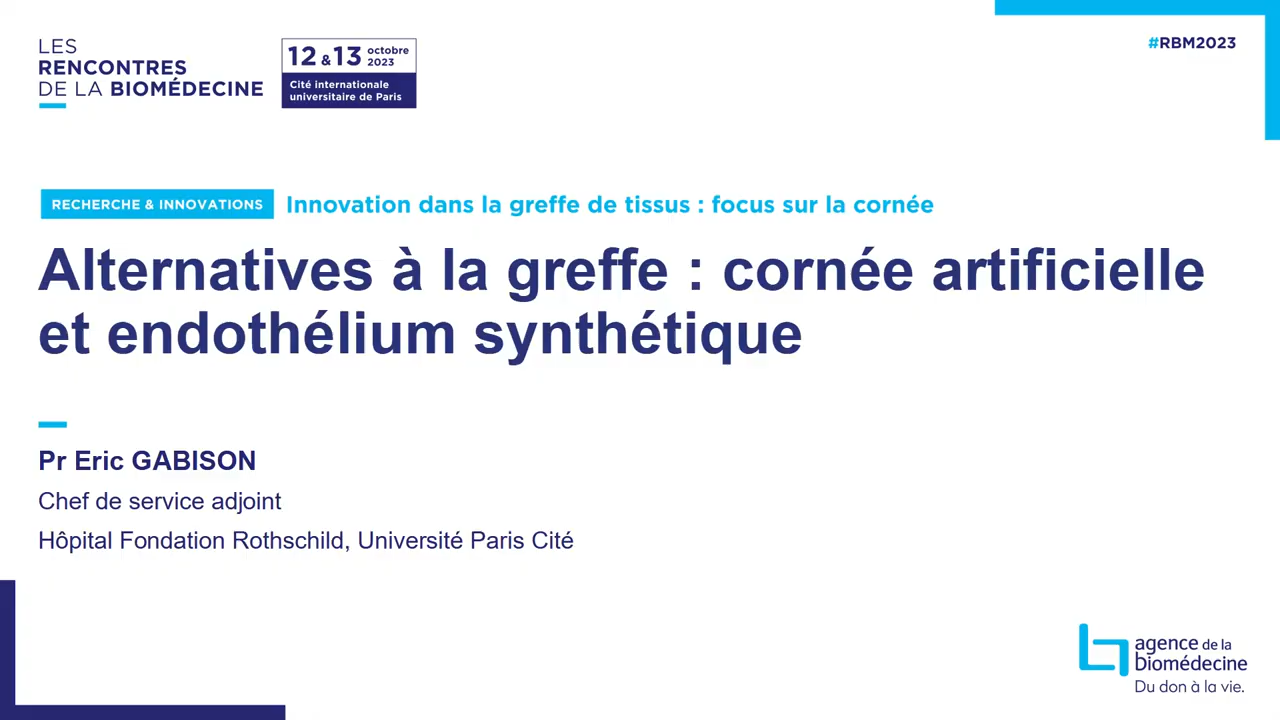 LES
RENCONTRES
DE LA BIOMÉDECINE
12 & 13 octobre 2023
Cité internationale
universitaire de Paris
#RBM2023
RECHERCHE & INNOVATIONS Innovation dans la greffe de tissus : focus sur la cornée
Alternatives à la greffe : cornée artificielle
et endothélium synthétique
Pr Eric GABISON
Chef de service adjoint
Hôpital Fondation Rothschild, Université Paris Cité
agence de la
biomédecine
Du don à la vie.